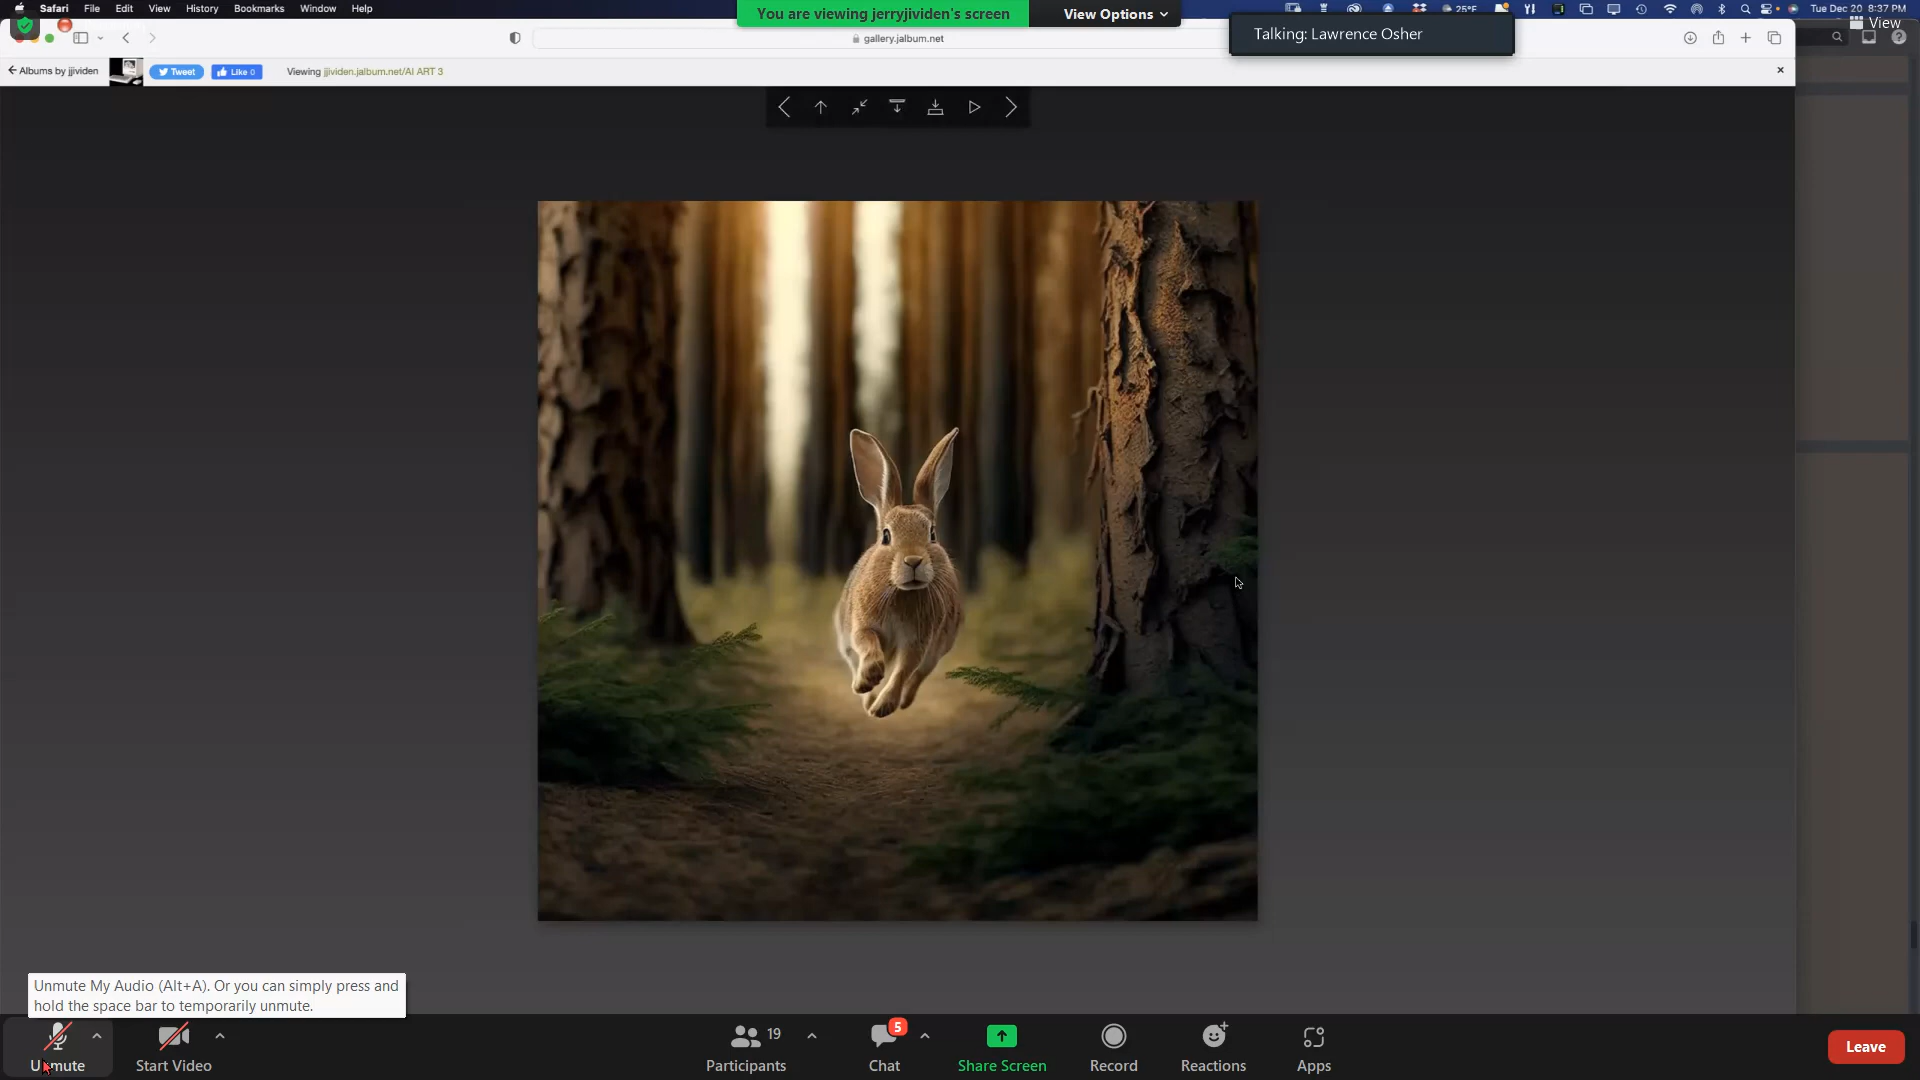 Safari File Edit View History Bookmarks Window Help
You are viewing jerryjividen's screen
View Options
25°F
Tue Dec 20 8:37 PM
View
Talking: Lawrence Osher
gallery.jalbum.net
Albums by jjividen
Tweet
Like 0
Viewing jjividen.jalbum.net/AI ART 3
Unmute My Audio (Alt+A). Or you can simply press and
hold the space bar to temporarily unmute.
Unmute
Start Video
19
Participants
5
Chat
Share Screen
Record
Reactions
Apps
Leave